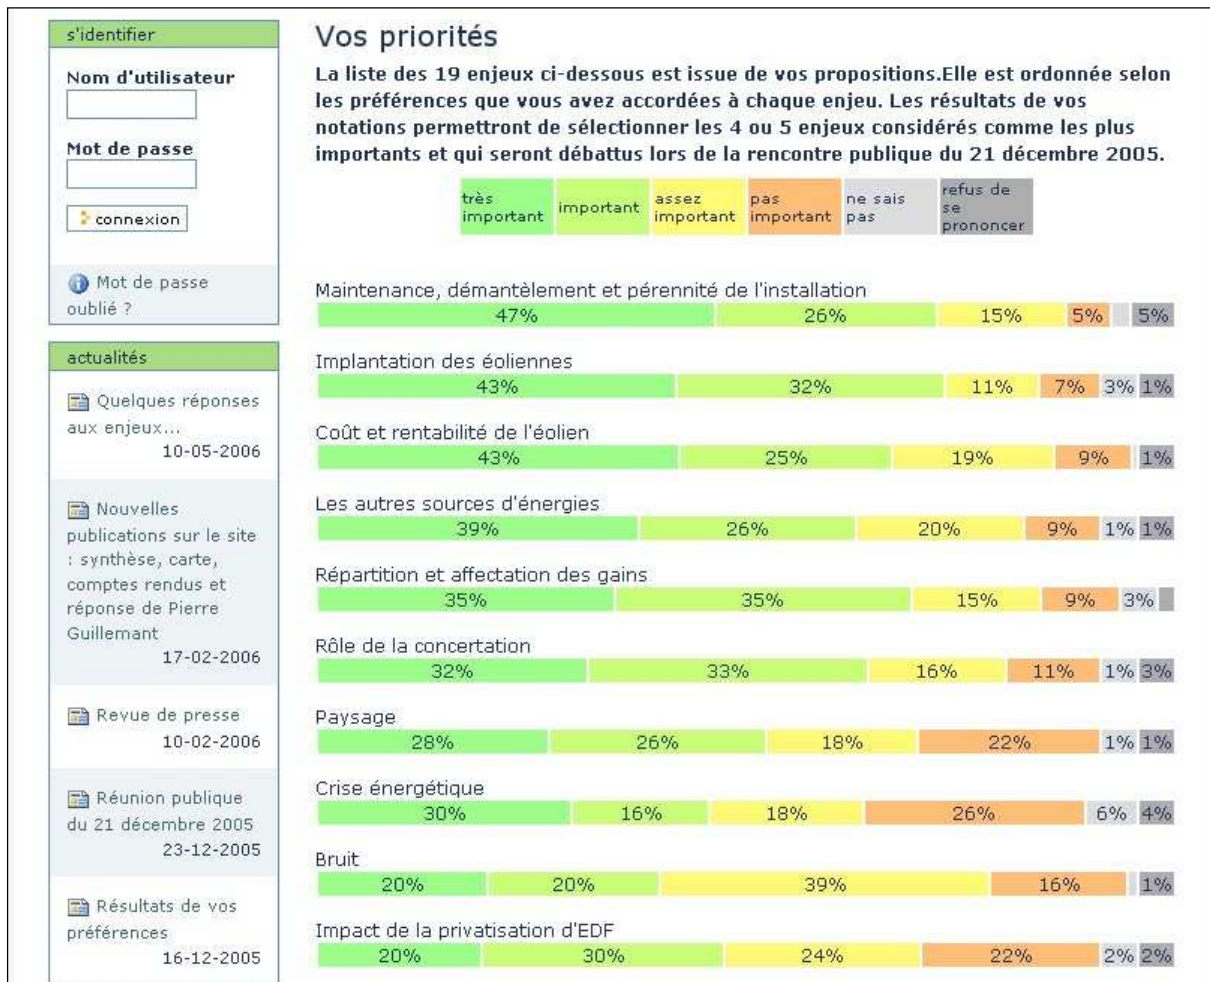 s'identifier
Nom d'utilisateur
Mot de passe
connexion
Mot de passe
oublié ?
actualités
Quelques réponses
aux enjeux...
10-05-2006
Nouvelles
publications sur le site
: synthèse, carte,
comptes rendus et
réponse de Pierre
Guillemant
17-02-2006
Revue de presse
10-02-2006
Réunion publique
du 21 décembre 2005
23-12-2005
Résultats de vos
préférences
16-12-2005
Vos priorités
La liste des 19 enjeux ci-dessous est issue de vos propositions.Elle est ordonnée selon
les préférences que vous avez accordées à chaque enjeu. Les résultats de vos
notations permettront de sélectionner les 4 ou 5 enjeux considérés comme les plus
importants et qui seront débattus lors de la rencontre publique du 21 décembre 2005.
très
important
important
assez
important
pas
important
ne sais
pas
refus de
se
prononcer
Maintenance, démantèlement et pérennité de l'installation
47% 26% 15% 5% 5%
Implantation des éoliennes
43% 32% 11% 7% 3% 1%
Coût et rentabilité de l'éolien
43% 25% 19% 9% 1%
Les autres sources d'énergies
39% 26% 20% 9% 1% 1%
Répartition et affectation des gains
35% 35% 15% 9% 3%
Rôle de la concertation
32% 33% 16% 11% 1% 3%
Paysage
28% 26% 18% 22% 1% 1%
Crise énergétique
30% 16% 18% 26% 6% 4%
Bruit
20% 20% 39% 16% 1%
Impact de la privatisation d'EDF
20% 30% 24% 22% 2% 2%